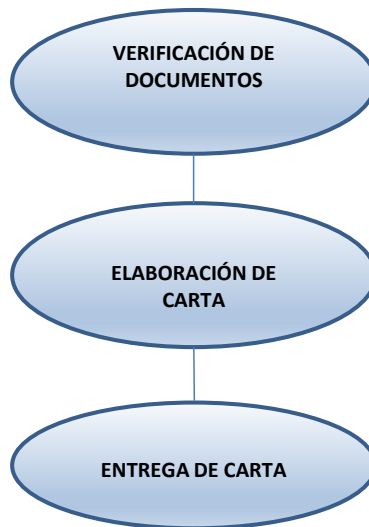 VERIFICACIÓN DE
DOCUMENTOS
ELABORACIÓN DE
CARTA
ENTREGA DE CARTA